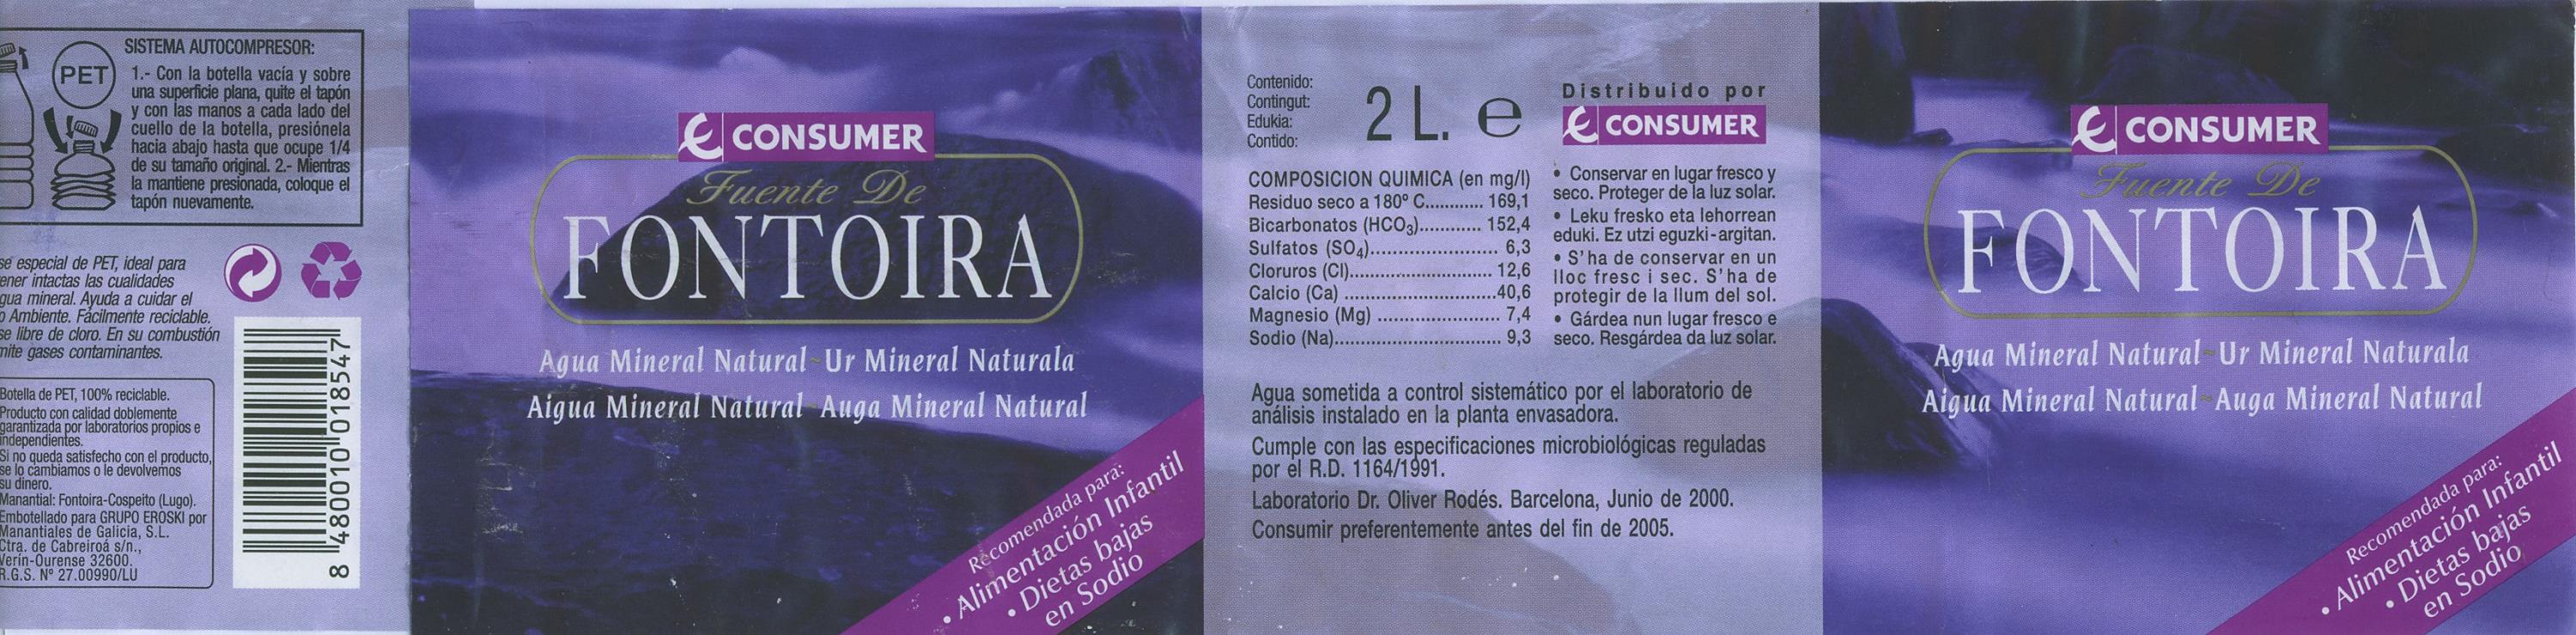 SISTEMA AUTOCOMPRESOR:
PET
1.- Con la botella vacía y sobre
una superficie plana, quite el tapón
y con las manos a cada lado del
cuello de la botella, presiónela
hacia abajo hasta que ocupe 1/4
de su tamaño original. 2.- Mientras
la mantiene presionada, coloque el
tapón nuevamente.
especial de PET, ideal para
intactas las cualidades
mineral. Ayuda a cuidar el
Ambiente. Fácilmente reciclable.
libre de cloro. En su combustión
gases contaminantes.
Botella de PET, 100% reciclable.
Producto con calidad doblemente
garantizada por laboratorios propios e
independientes.
Si no queda satisfecho con el producto,
se lo cambiamos o le devolvemos
su dinero.
Manantial: Fontoira-Cospeito (Lugo).
Embotellado para GRUPO EROSKI por
Manantiales de Galicia, S.L.
Ctra. de Cabreiroá s/n.,
Verín-Ourense 32600.
R.G.S. Nº 27.00990/LU
8 480010 018547
CONSUMER
Fuente De
FONTOIRA
Agua Mineral Natural - Ur Mineral Naturala
Aigua Mineral Natural - Auga Mineral Natural
Recomendada para:
• Alimentación Infantil
• Dietas bajas
en Sodio
Contenido:
Contingut:
Edukia:
Contido:
2 L. e
Distribuido por
CONSUMER
COMPOSICION QUIMICA (en mg/l)
Residuo seco a 180º C............ 169,1
Bicarbonatos (HCO3)............ 152,4
Sulfatos (SO4)....................... 6,3
Cloruros (Cl)......................... 12,6
Calcio (Ca) ............................40,6
Magnesio (Mg) ...................... 7,4
Sodio (Na).............................. 9,3
• Conservar en lugar fresco y
seco. Proteger de la luz solar.
• Leku fresko eta lehorrean
eduki. Ez utzi eguzki-argitan.
• S'ha de conservar en un
lloc fresc i sec. S'ha de
protegir de la llum del sol.
• Gárdea nun lugar fresco e
seco. Resgárdea da luz solar.
Agua sometida a control sistemático por el laboratorio de
análisis instalado en la planta envasadora.
Cumple con las especificaciones microbiológicas reguladas
por el R.D. 1164/1991.
Laboratorio Dr. Oliver Rodés. Barcelona, Junio de 2000.
Consumir preferentemente antes del fin de 2005.
CONSUMER
Fuente De
FONTOIRA
Agua Mineral Natural - Ur Mineral Naturala
Aigua Mineral Natural - Auga Mineral Natural
Recomendada para:
• Alimentación Infantil
• Dietas bajas
en Sodio